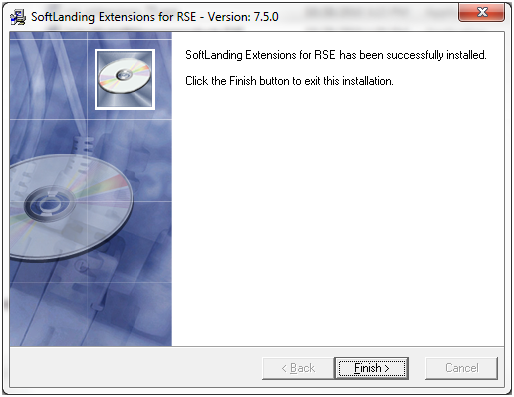 SoftLanding Extensions for RSE - Version: 7.5.0
SoftLanding Extensions for RSE has been successfully installed.
Click the Finish button to exit this installation.
< Back
Finish >
Cancel